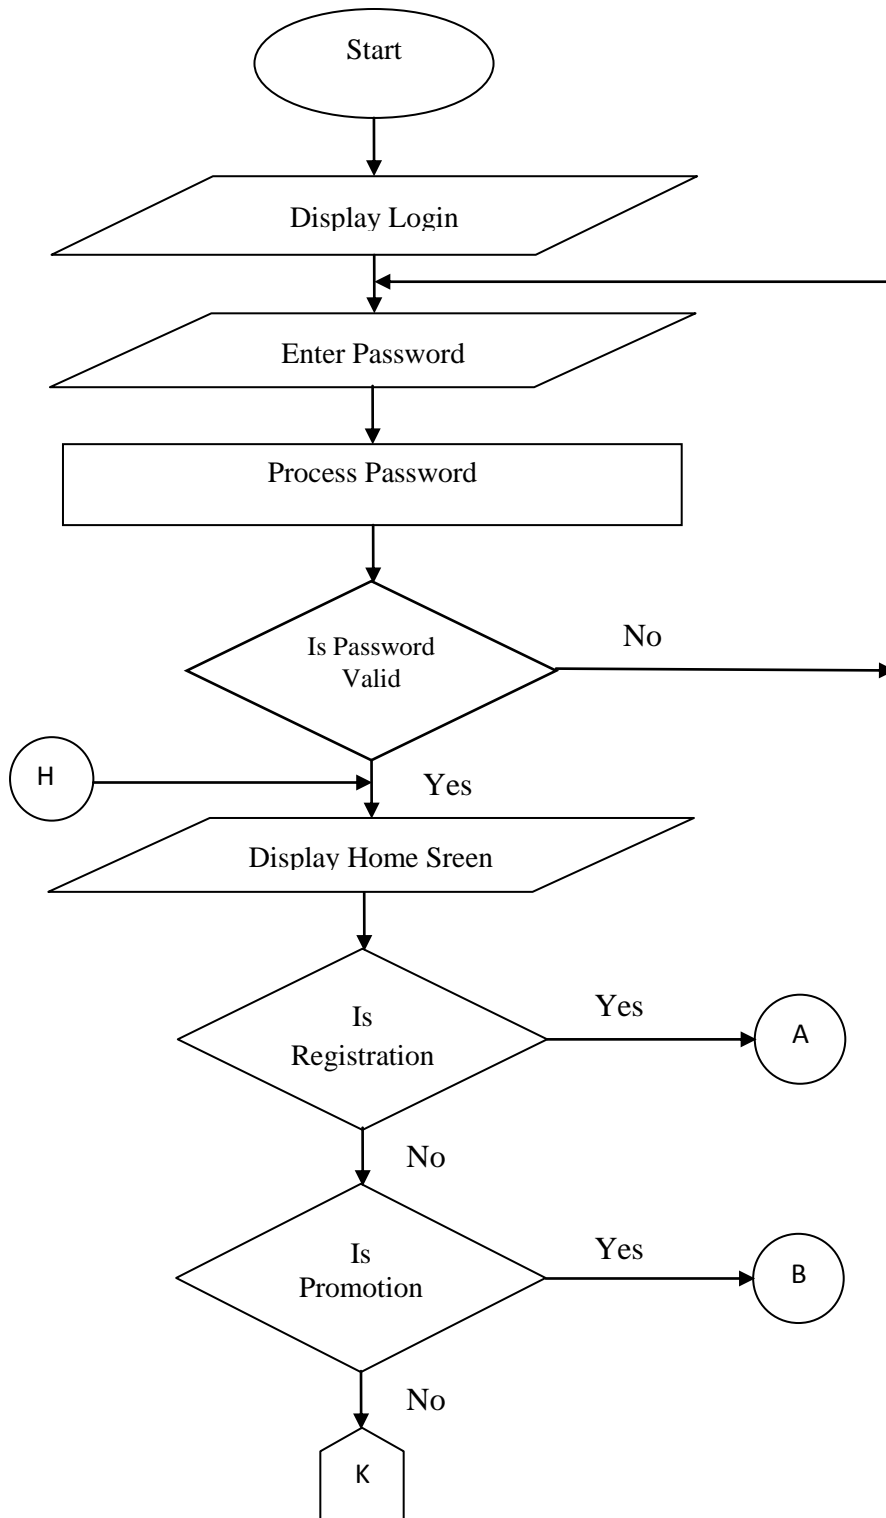 Start
Display Login
Enter Password
Process Password
Is Password
Valid
No
H
Yes
Display Home Sreen
Is
Registration
Yes
A
No
Is
Promotion
Yes
B
No
K